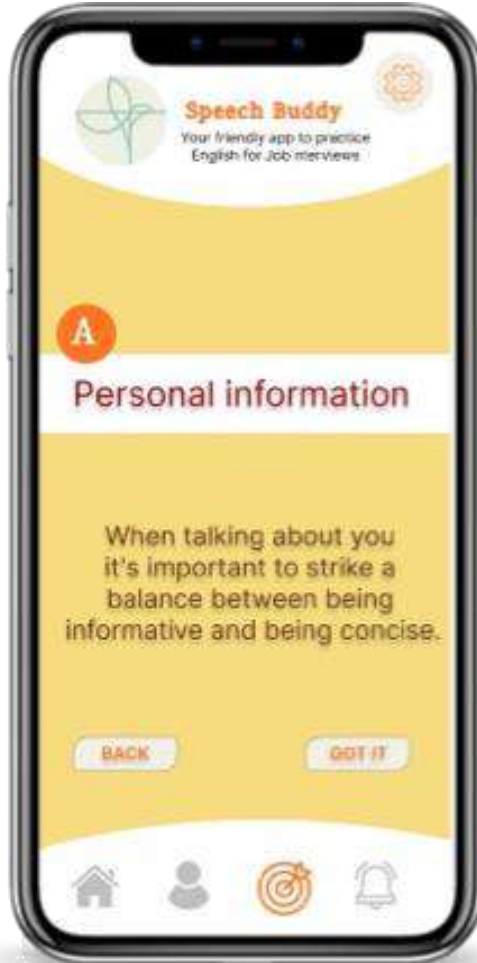 Speech Buddy
Your friendly app to practice
English for Job nterviews
A
Personal information
When talking about you
it's important to strike a
balance between being
informative and being concise.
BACK
GOT IT